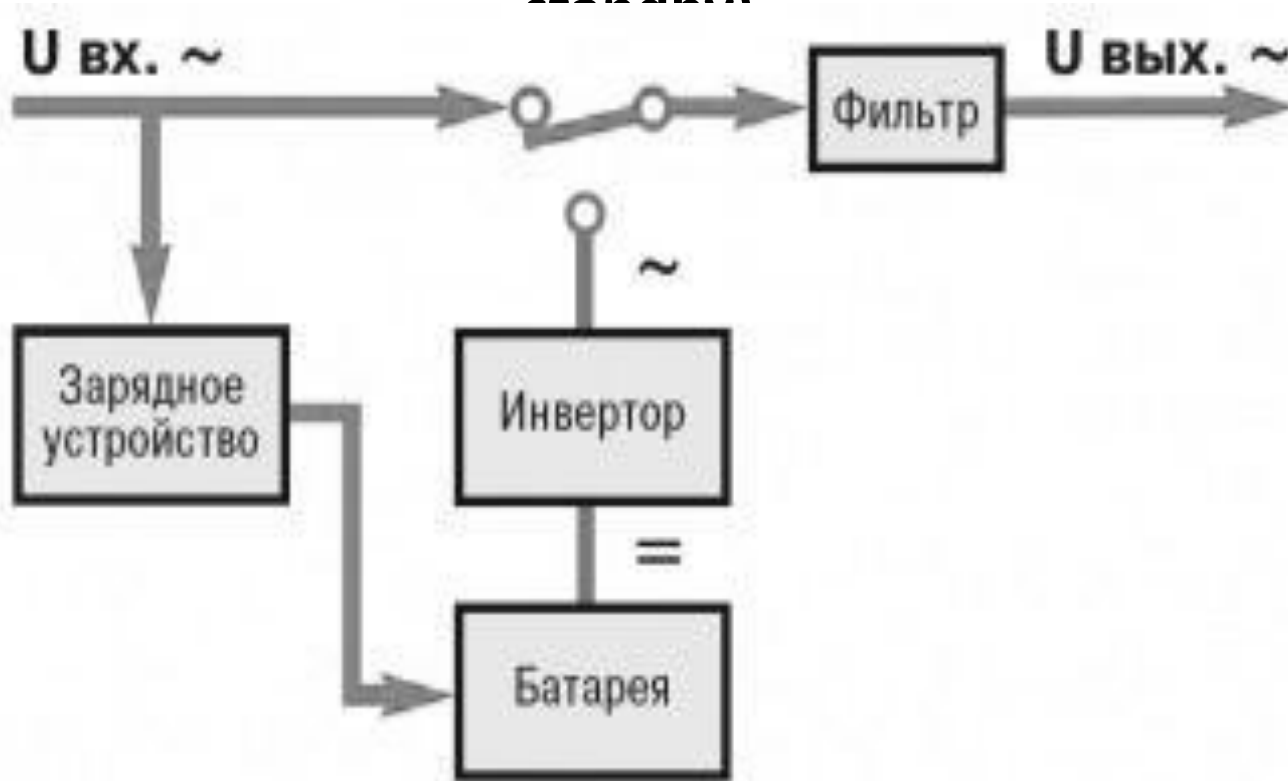 U вх. ~
U вых. ~
Фильтр
~
Зарядное
устройство
Инвертор
=
Батарея